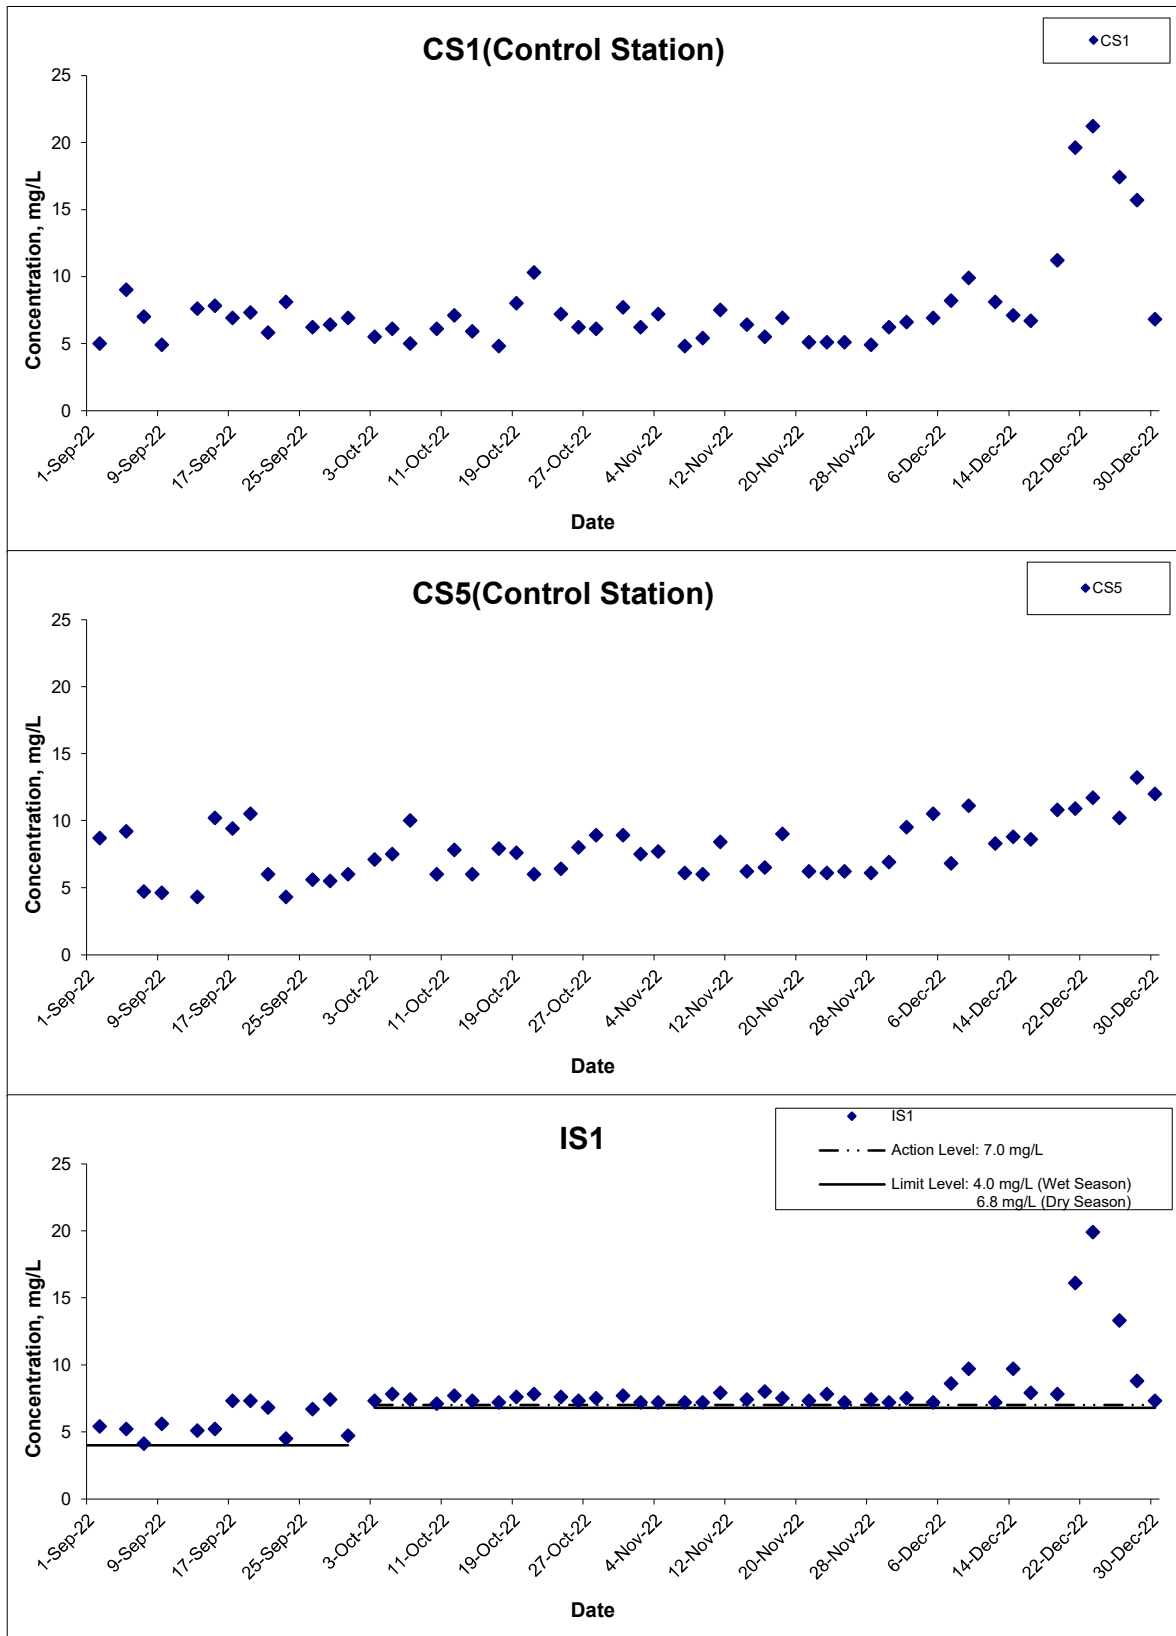 CS1(Control Station)
CS1
25
20
15
10
5
0
Concentration, mg/L
1-Sep-22
9-Sep-22
17-Sep-22
25-Sep-22
3-Oct-22
11-Oct-22
19-Oct-22
27-Oct-22
4-Nov-22
12-Nov-22
20-Nov-22
28-Nov-22
6-Dec-22
14-Dec-22
22-Dec-22
30-Dec-22
Date
CS5(Control Station)
CS5
25
20
15
10
5
0
Concentration, mg/L
1-Sep-22
9-Sep-22
17-Sep-22
25-Sep-22
3-Oct-22
11-Oct-22
19-Oct-22
27-Oct-22
4-Nov-22
12-Nov-22
20-Nov-22
28-Nov-22
6-Dec-22
14-Dec-22
22-Dec-22
30-Dec-22
Date
IS1
IS1
Action Level: 7.0 mg/L
Limit Level: 4.0 mg/L (Wet Season)
6.8 mg/L (Dry Season)
25
20
15
10
5
0
Concentration, mg/L
1-Sep-22
9-Sep-22
17-Sep-22
25-Sep-22
3-Oct-22
11-Oct-22
19-Oct-22
27-Oct-22
4-Nov-22
12-Nov-22
20-Nov-22
28-Nov-22
6-Dec-22
14-Dec-22
22-Dec-22
30-Dec-22
Date